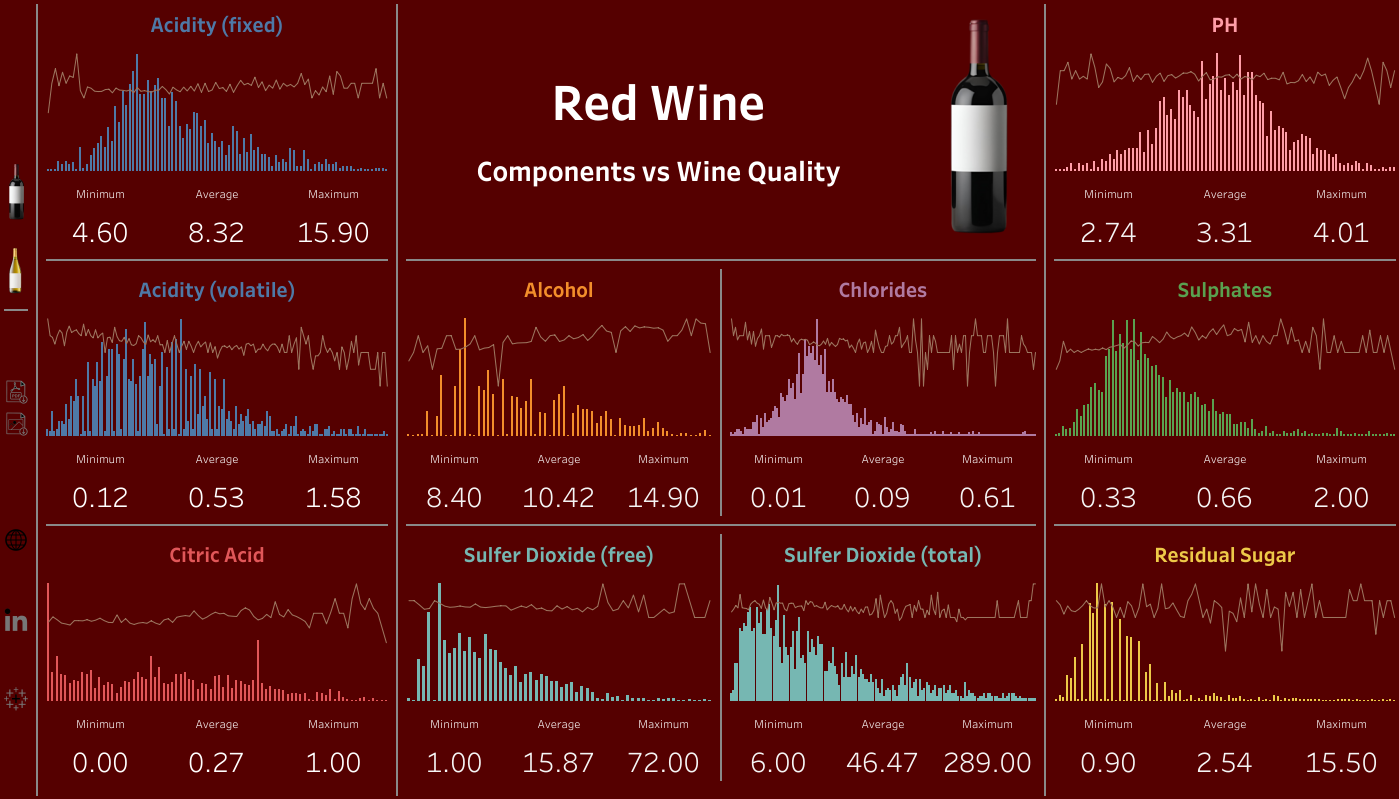 Acidity (fixed)
Minimum Average Maximum
4.60 8.32 15.90
Red Wine
Components vs Wine Quality
PH
Minimum Average Maximum
2.74 3.31 4.01
Acidity (volatile)
Minimum Average Maximum
0.12 0.53 1.58
Alcohol
Minimum Average Maximum
8.40 10.42 14.90
Chlorides
Minimum Average Maximum
0.01 0.09 0.61
Sulphates
Minimum Average Maximum
0.33 0.66 2.00
Citric Acid
Minimum Average Maximum
0.00 0.27 1.00
Sulfer Dioxide (free)
Minimum Average Maximum
1.00 15.87 72.00
Sulfer Dioxide (total)
Minimum Average Maximum
6.00 46.47 289.00
Residual Sugar
Minimum Average Maximum
0.90 2.54 15.50
in